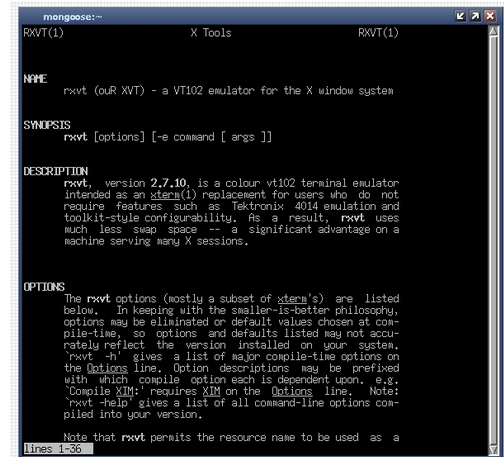 mongoose:~
RXVT(1) X Tools RXVT(1)
NAME
rxvt (ouR XVT) - a VT102 emulator for the X window system
SYNOPSIS
rxvt [options] [-e command [ args ]]
DESCRIPTION
rxvt, version 2.7.10, is a colour vt102 terminal emulator
intended as an xterm(1) replacement for users who do not
require features such as Tektronix 4014 emulation and
toolkit-style configurability. As a result, rxvt uses
much less swap space -- a significant advantage on a
machine serving many X sessions.
OPTIONS
The rxvt options (mostly a subset of xterm's) are listed
below. In keeping with the smaller-is-better philosophy,
options may be eliminated or default values chosen at com-
pile-time, so options and defaults listed may not accu-
rately reflect the version installed on your system.
`rxvt -h' gives a list of major compile-time options on
the Options line. Option descriptions may be prefixed
with which compile option each is dependent upon. e.g.
`Compile XIM:' requires XIM on the Options line. Note:
`rxvt -help' gives a list of all command-line options com-
piled into your version.
Note that rxvt permits the resource name to be used as a
lines 1-36